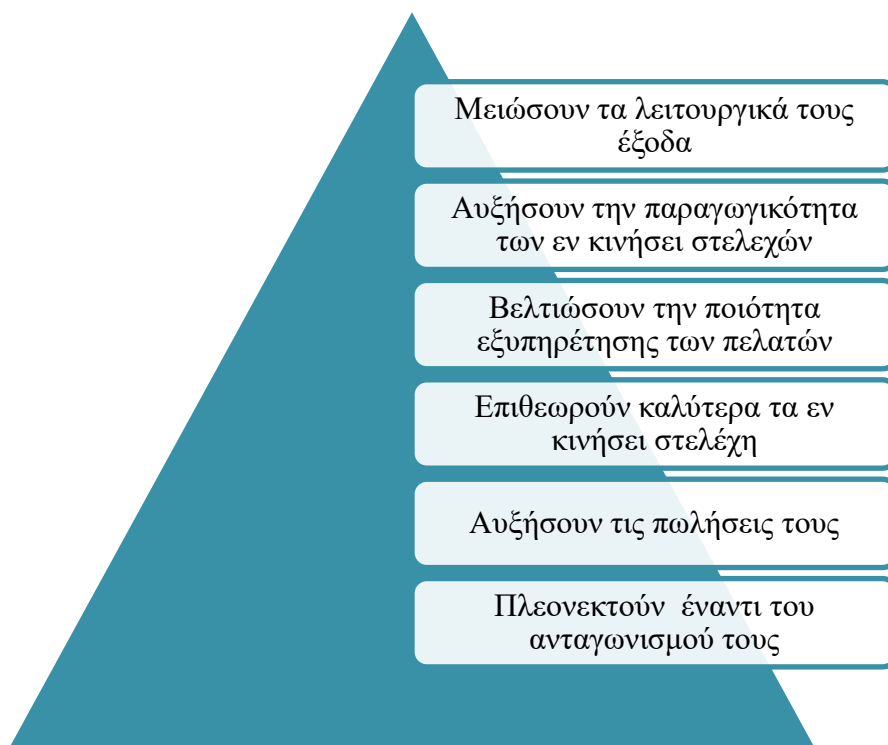 Μειώσουν τα λειτουργικά τους
έξοδα
Αυξήσουν την παραγωγικότητα
των εν κινήσει στελεχών
Βελτιώσουν την ποιότητα
εξυπηρέτησης των πελατών
Επιθεωρούν καλύτερα τα εν
κινήσει στελέχη
Αυξήσουν τις πωλήσεις τους
Πλεονεκτούν έναντι του
ανταγωνισμού τους